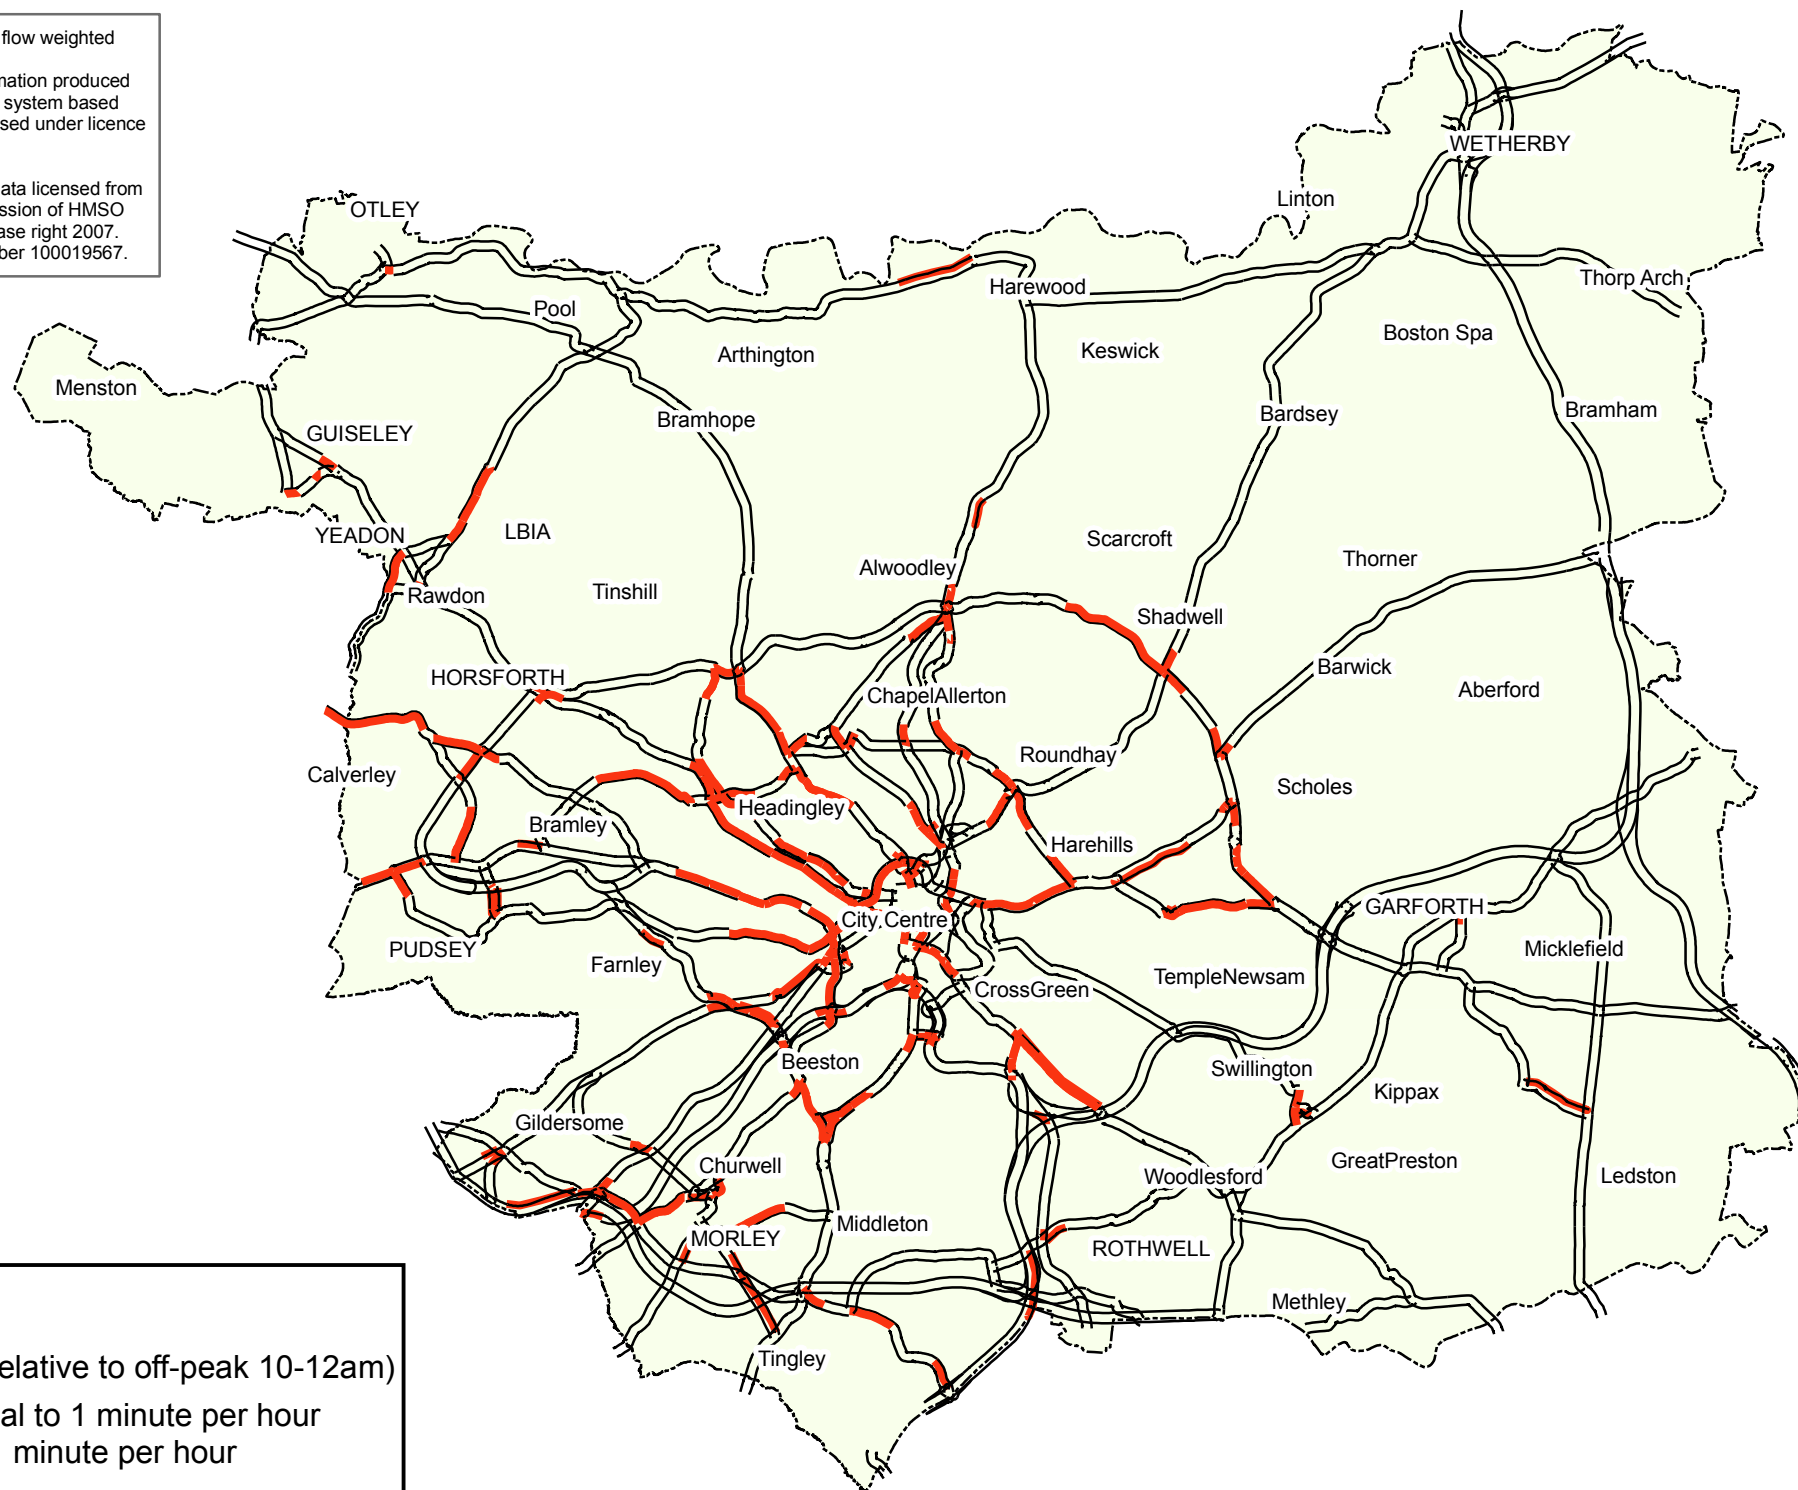 flow weighted
mation produced
system based
sed under licence
ata licensed from
ssion of HMSO
ase right 2007.
ber 100019567.
WETHERBY
Linton
OTLEY
Thorp Arch
Harewood
Pool
Boston Spa
Keswick
Arthington
Menston
Bramham
Bardsey
Bramhope
GUISELEY
LBIA
YEADON
Scarcroft
Thorner
Alwoodley
Tinshill
Rawdon
Shadwell
Barwick
HORSFORTH
Aberford
ChapelAllerton
Roundhay
Calverley
Scholes
Headingley
Bramley
Harehills
GARFORTH
City Centre
PUDSEY
Micklefield
Farnley
TempleNewsam
CrossGreen
Beeston
Swillington
Kippax
Gildersome
GreatPreston
Churwell
Woodlesford
Ledston
Middleton
MORLEY
ROTHWELL
Methley
Tingley
elative to off-peak 10-12am)
al to 1 minute per hour
minute per hour